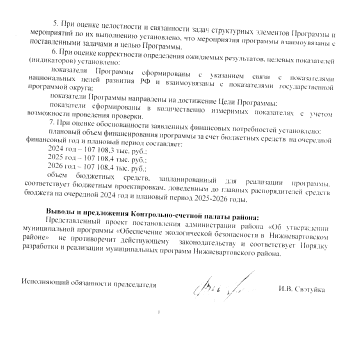 5. При оценке целостности и связанности задач структурных элементов Программы и
мероприятий по их выполнению установлено, что мероприятия программы взаимоувязаны с
поставленными задачами и целью Программы.
6. При оценке корректности определения ожидаемых результатов, целевых показателей
(индикаторов) установлено:
показатели Программы сформированы с указанием связи с показателями
национальных целей развития РФ и взаимоувязаны с показателями государственной
программой округа:
показатели Программы направлены на достижение Цели Программы;
показатели сформированы в количественно измеримых показателях с учетом
возможности проведения проверки.
7. При оценке обоснованности заявленных финансовых потребностей установлено:
плановый объем финансирования программы за счет бюджетных средств на очередной
финансовый год и плановый период составляет:
2024 год – 107 108,3 тыс. руб.;
2025 год – 107 108,4 тыс. руб.;
2026 год – 107 108,4 тыс. руб.;
объем бюджетных средств, запланированный для реализации программы,
соответствует бюджетным проектировкам, доведенным до главных распорядителей средств
бюджета на очередной 2024 год и плановый период 2025-2026 годы.
Выводы и предложения Контрольно-счетной палаты района:
Представленный проект постановления администрации района «Об утверждении
муниципальной программы «Обеспечение экологической безопасности в Нижневартовском
районе» не противоречит действующему законодательству и соответствует Порядку
разработки и реализации муниципальных программ Нижневартовского района.
Исполняющий обязанности председателя И.В.